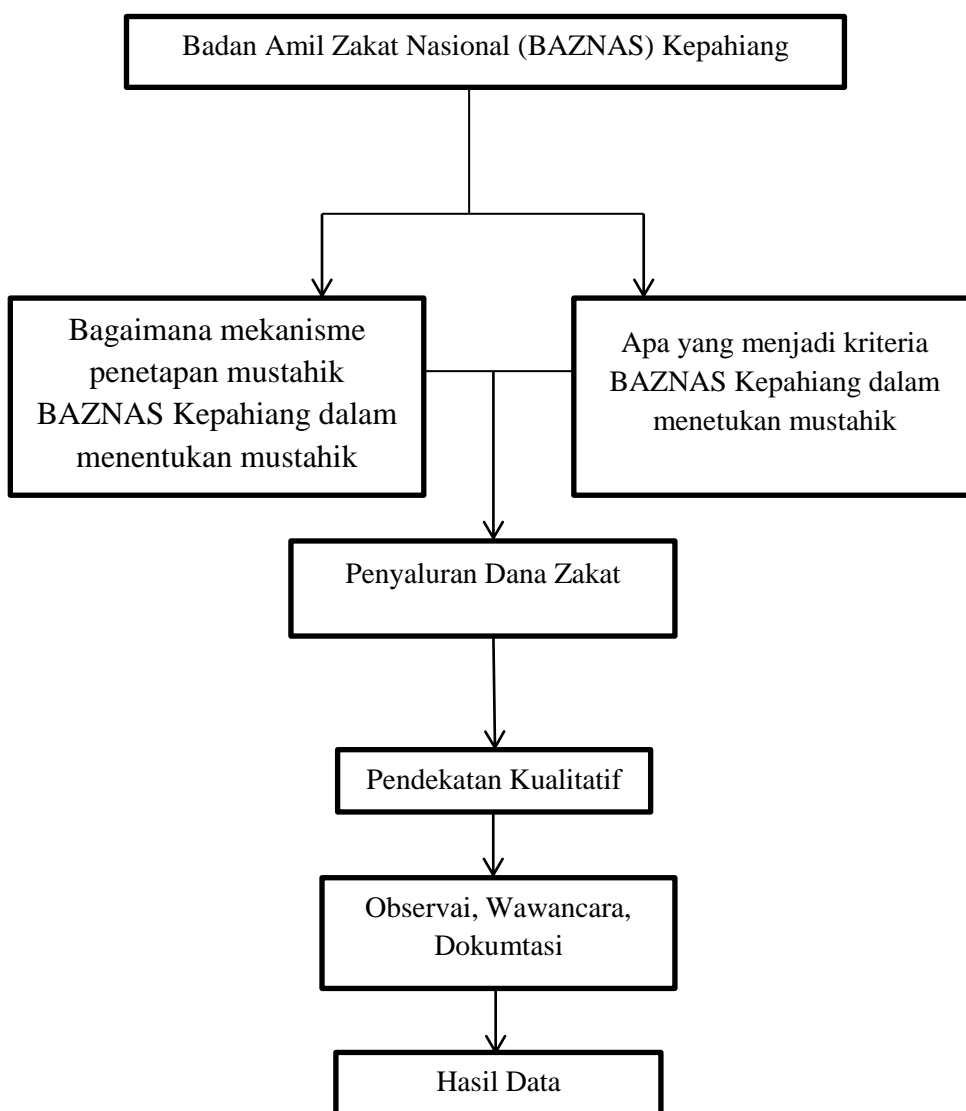 Badan Amil Zakat Nasional (BAZNAS) Kepahiang
Bagaimana mekanisme
penetapan mustahik
BAZNAS Kepahiang dalam
menentukan mustahik
Apa yang menjadi kriteria
BAZNAS Kepahiang dalam
menetukan mustahik
Penyaluran Dana Zakat
Pendekatan Kualitatif
Observai, Wawancara,
Dokumtasi
Hasil Data